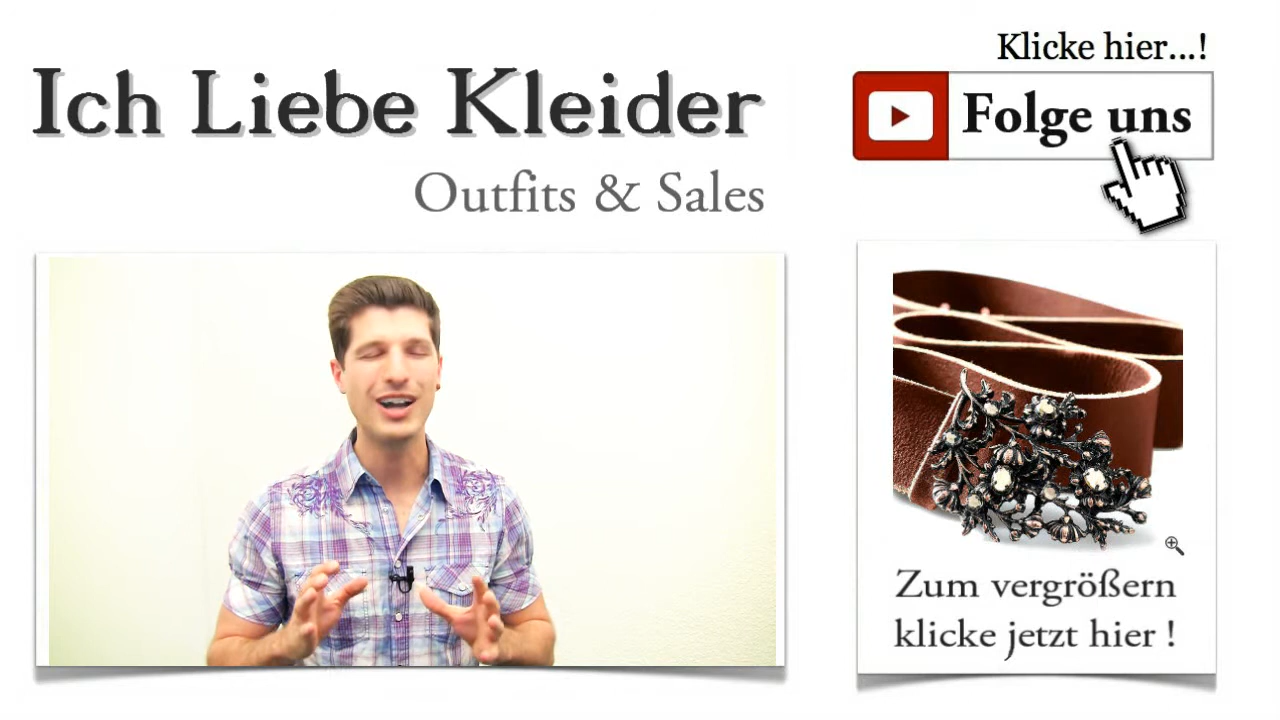 Ich Liebe Kleider
Outfits & Sales
Klicke hier...!
Folge uns
Zum vergrößern
klicke jetzt hier !